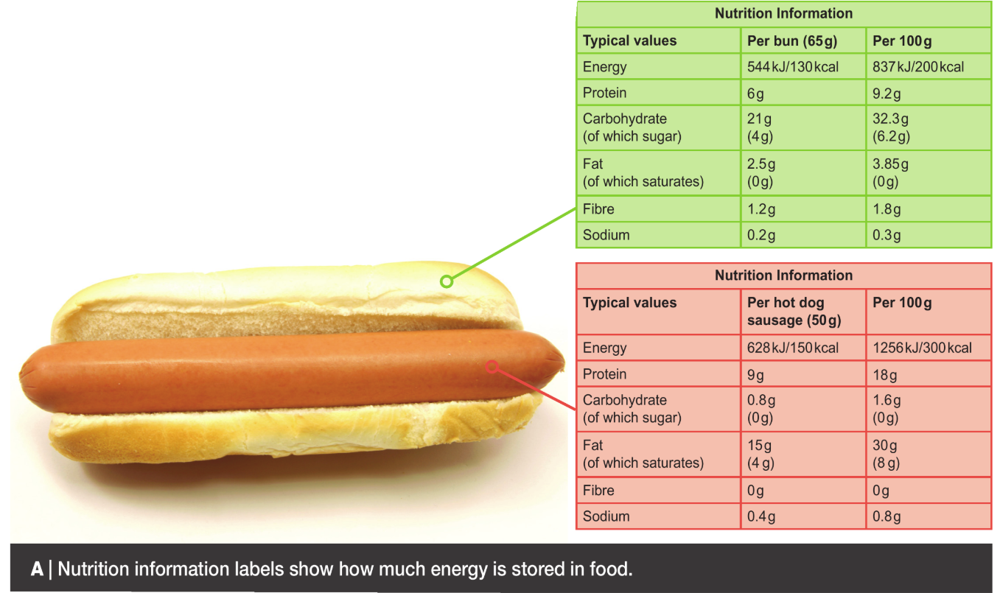 Nutrition Information
Typical values Per bun (65g) Per 100g
Energy 544kJ/130kcal 837kJ/200kcal
Protein 6g 9.2g
Carbohydrate 21g 32.3g
(of which sugar) (4g) (6.2g)
Fat 2.5g 3.85g
(of which saturates) (0g) (0g)
Fibre 1.2g 1.8g
Sodium 0.2g 0.3g
Nutrition Information
Typical values Per hot dog Per 100g
sausage (50g)
Energy 628kJ/150kcal 1256kJ/300kcal
Protein 9g 18g
Carbohydrate 0.8g 1.6g
(of which sugar) (0g) (0g)
Fat 15g 30g
(of which saturates) (4 g) (8 g)
Fibre 0g 0g
Sodium 0.4g 0.8g
A | Nutrition information labels show how much energy is stored in food.